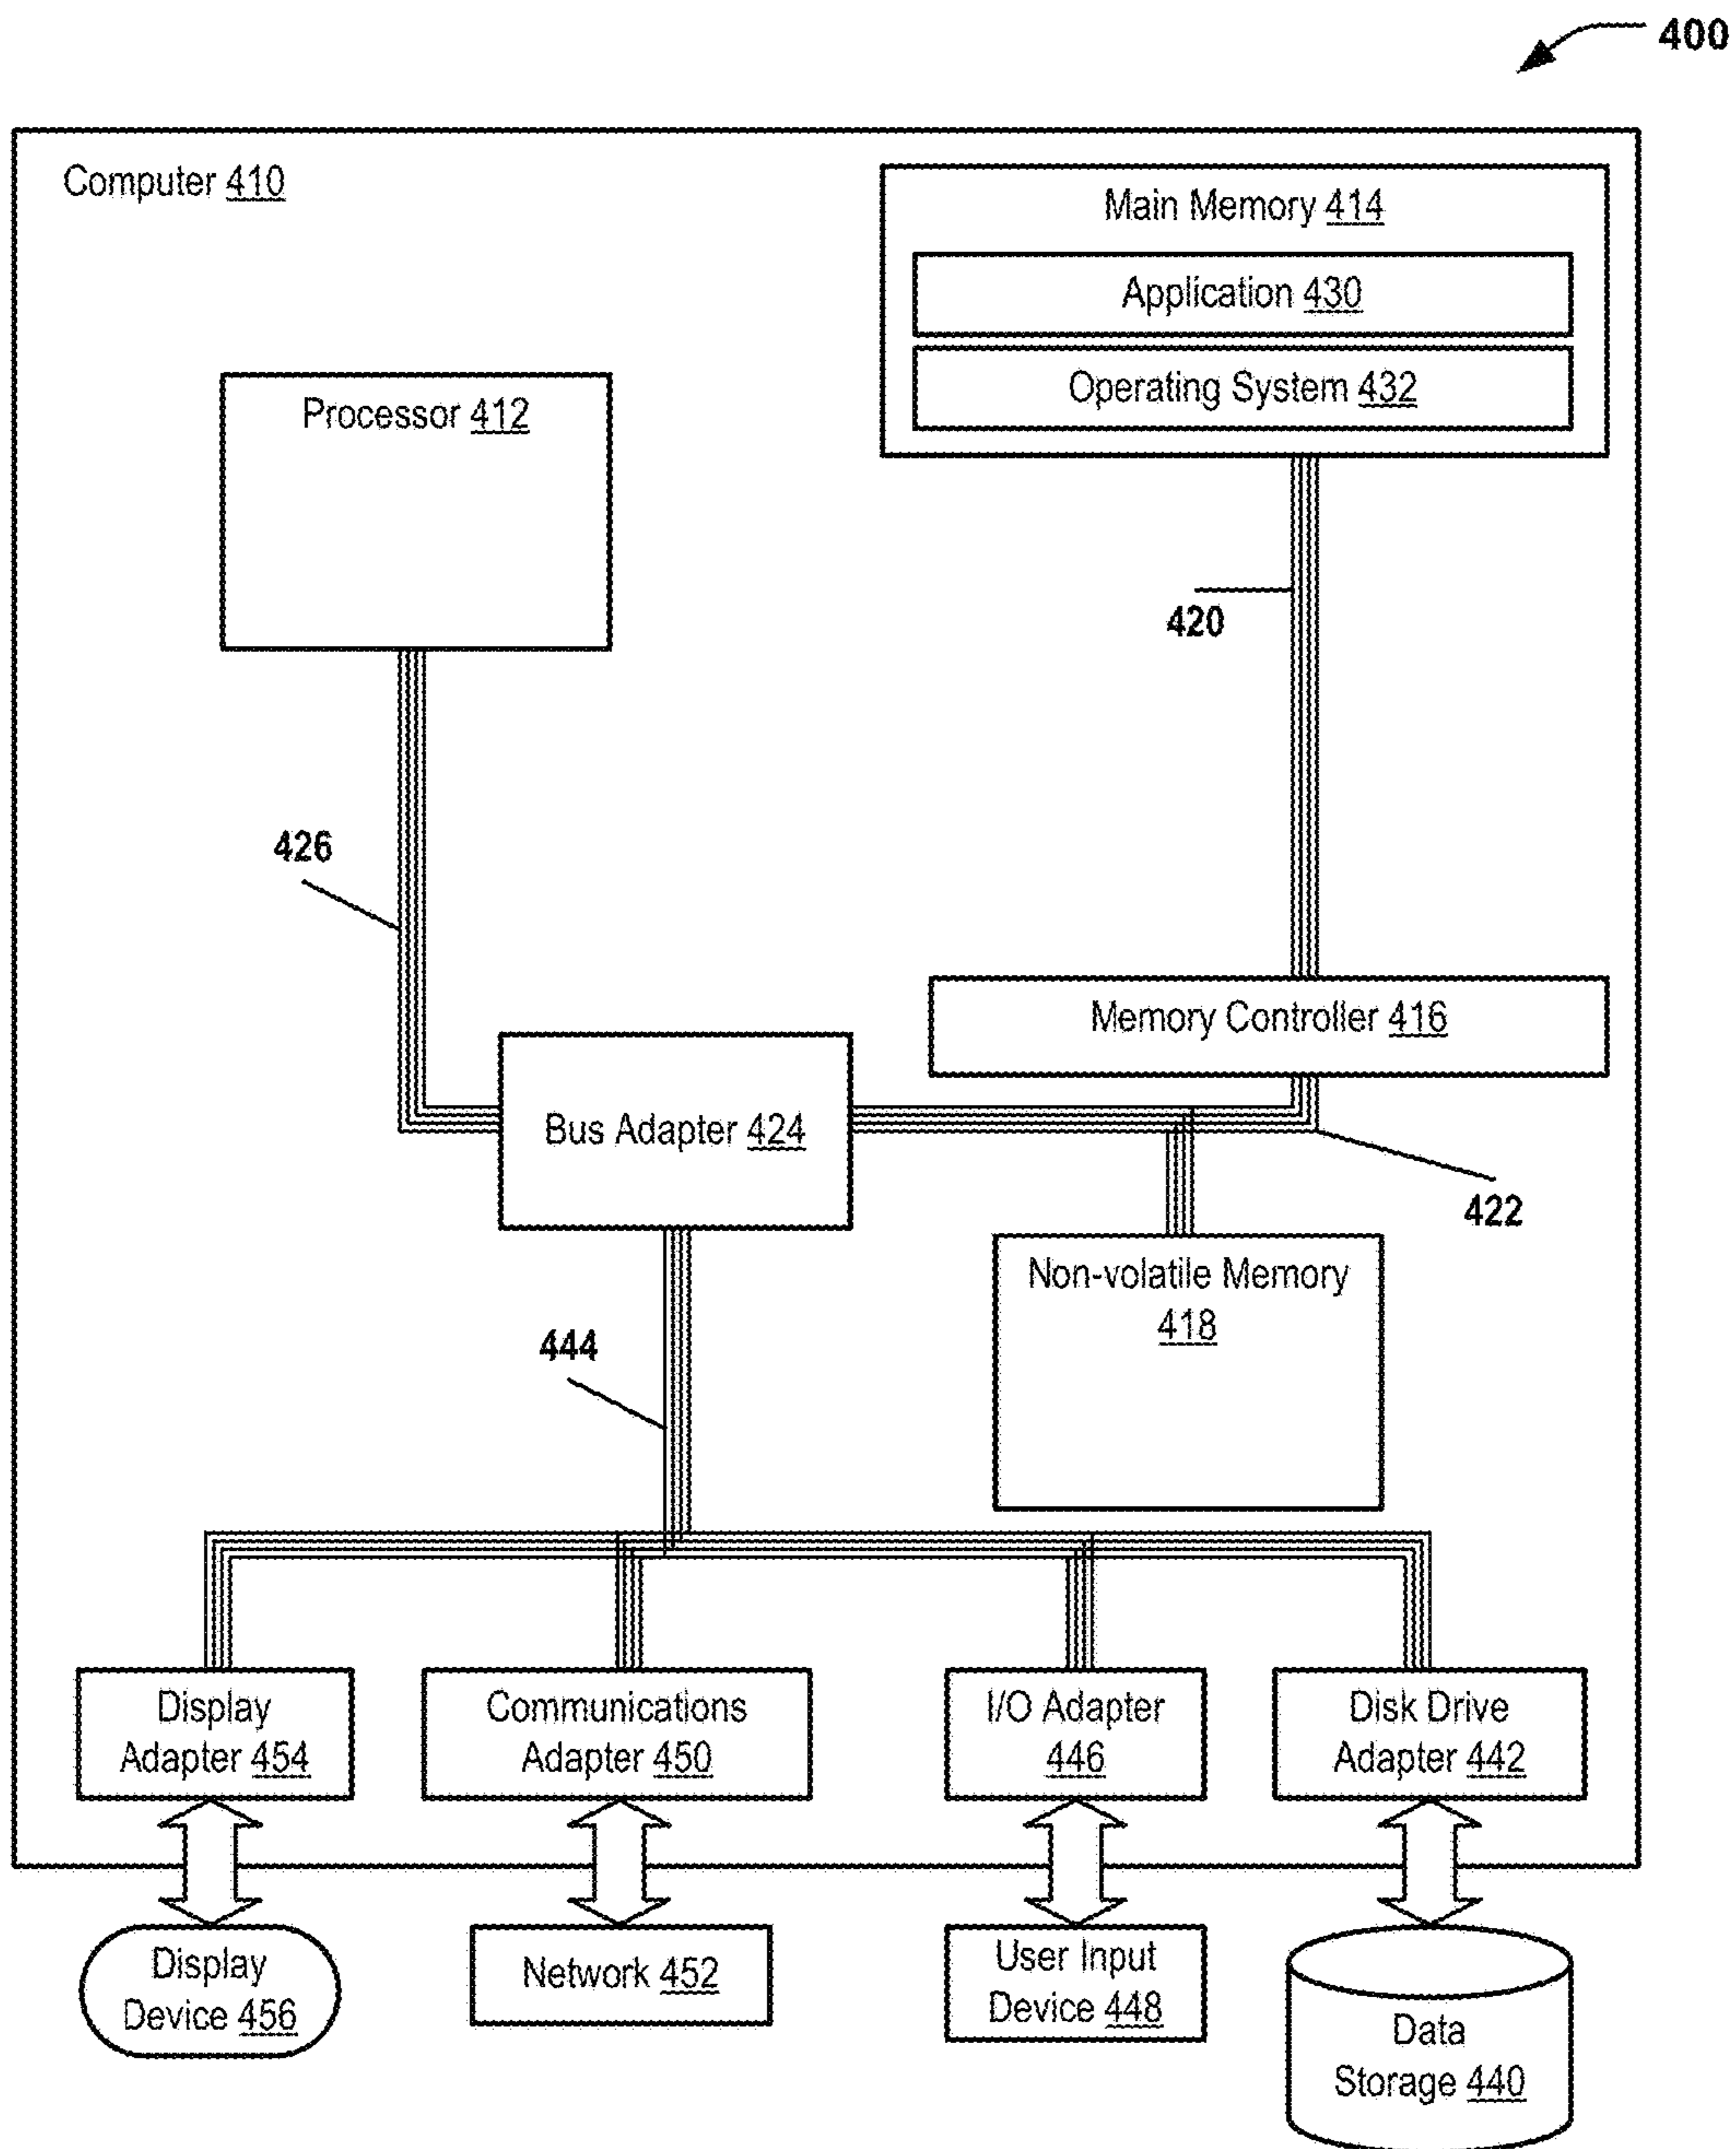 400
Computer 410
Main Memory 414
Application 430
Operating System 432
Processor 412
420
426
Memory Controller 416
Bus Adapter 424
422
Non-volatile Memory
418
444
Display
Adapter 454
Communications
Adapter 450
I/O Adapter
446
Disk Drive
Adapter 442
Display
Device 456
Network 452
User Input
Device 448
Data
Storage 440